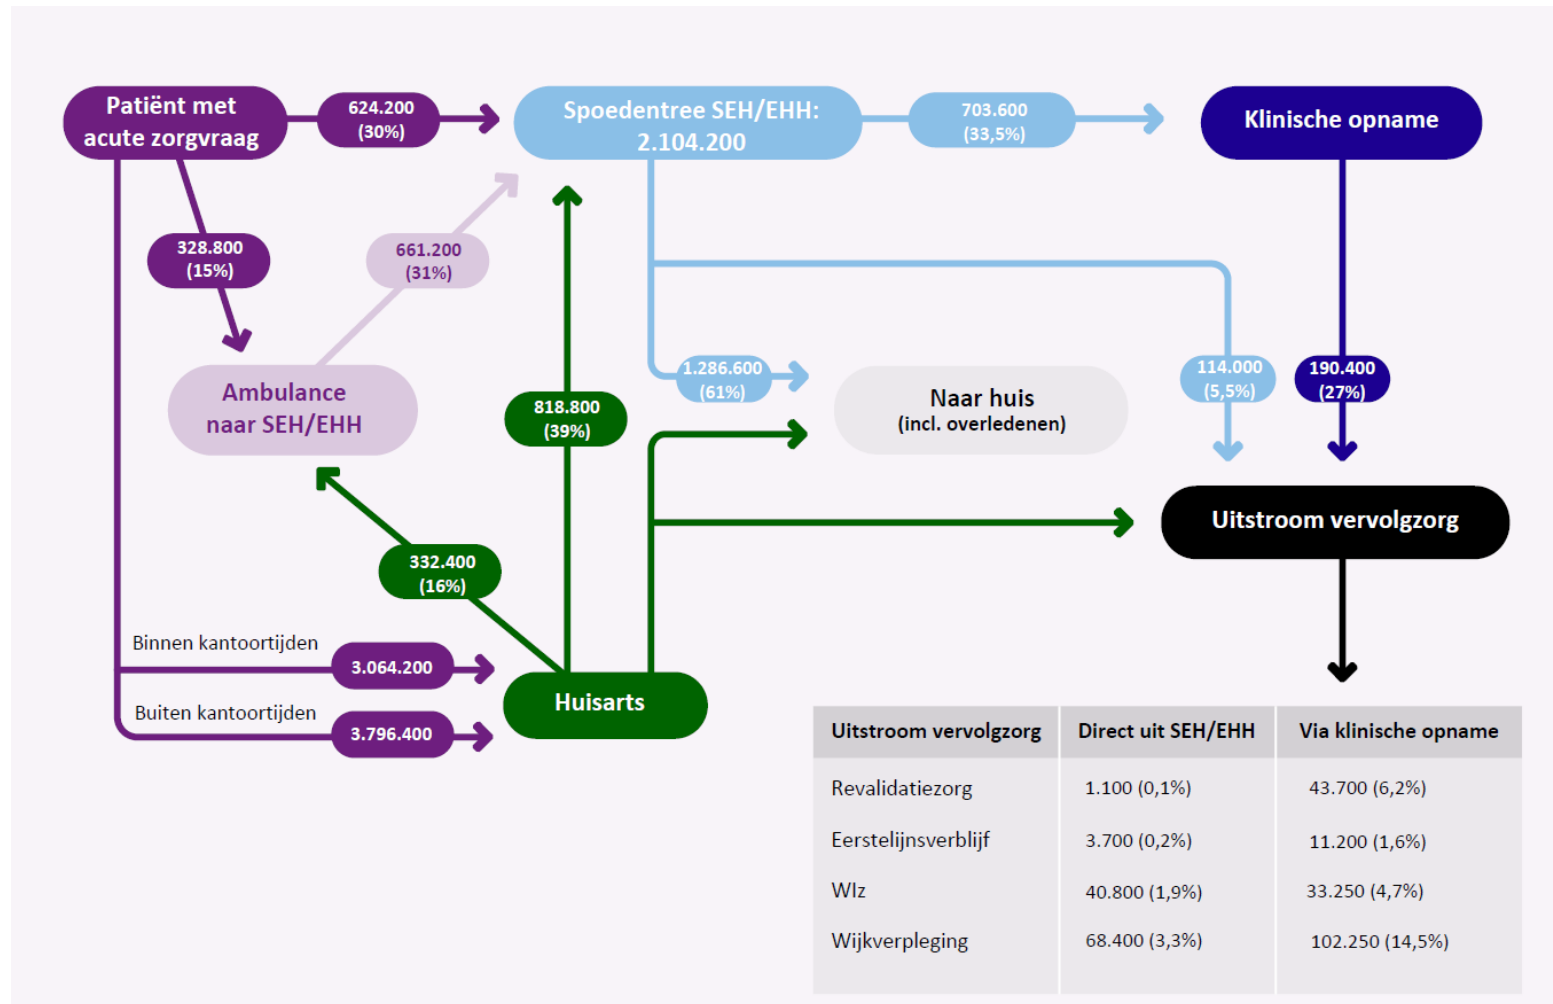 Patiënt met
acute zorgvraag
624.200
(30%)
Spoedentree SEH/EHH:
2.104.200
703.600
(33,5%)
Klinische opname
328.800
(15%)
661.200
(31%)
Ambulance
naar SEH/EHH
818.800
(39%)
1.286.600
(61%)
Naar huis
(incl. overledenen)
114.000
(5,5%)
190.400
(27%)
Uitstroom vervolgzorg
332.400
(16%)
Binnen kantoortijden
3.064.200
Buiten kantoortijden
3.796.400
Huisarts
Uitstroom vervolgzorg Direct uit SEH/EHH Via klinische opname
Revalidatiezorg 1.100 (0,1%) 43.700 (6,2%)
Eerstelijnsverblijf 3.700 (0,2%) 11.200 (1,6%)
Wlz 40.800 (1,9%) 33.250 (4,7%)
Wijkverpleging 68.400 (3,3%) 102.250 (14,5%)